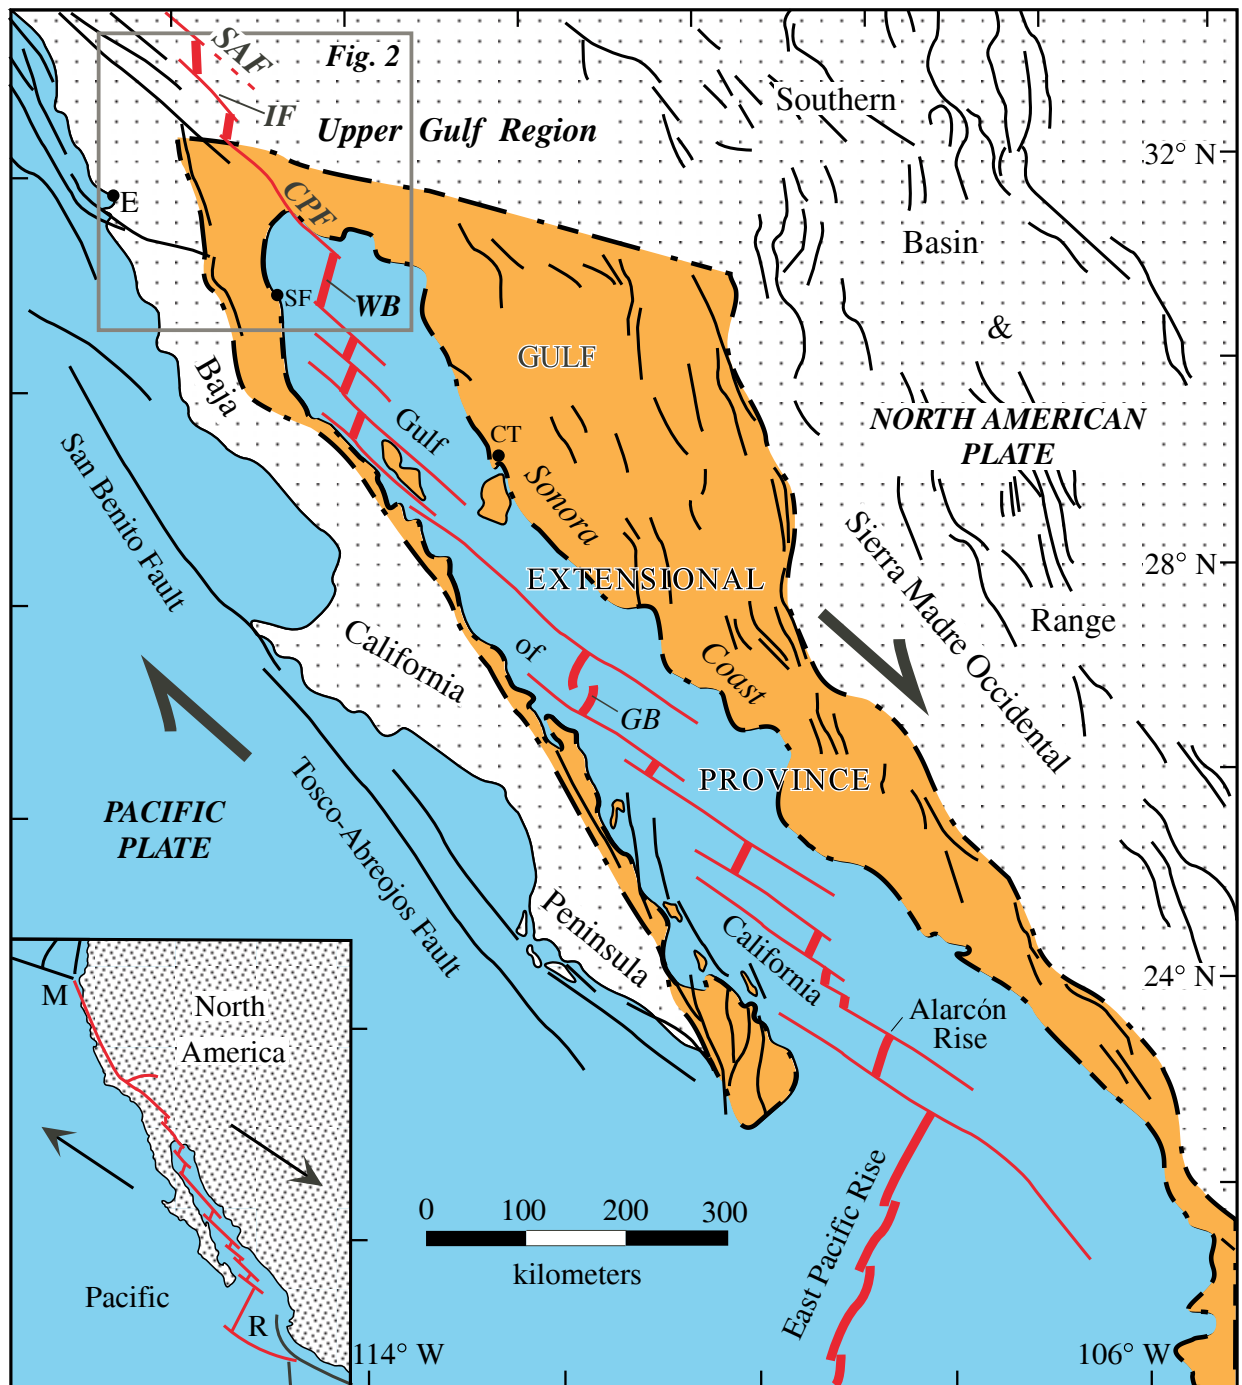 SAF
Fig. 2
IF
Upper Gulf Region
Southern
32° N
E
CPF
Basin
SF
WB
&
GULF
Baja
Gulf
NORTH AMERICAN
PLATE
CT
San Benito Fault
Sonora
Sierra Madre Occidental
28° N
EXTENSIONAL
Range
California
of
Coast
GB
PROVINCE
PACIFIC
PLATE
Tosco-Abreojos Fault
Peninsula
California
24° N
Alarcón
Rise
M
North
America
East Pacific Rise
0 100 200 300
kilometers
Pacific
R
114° W
106° W